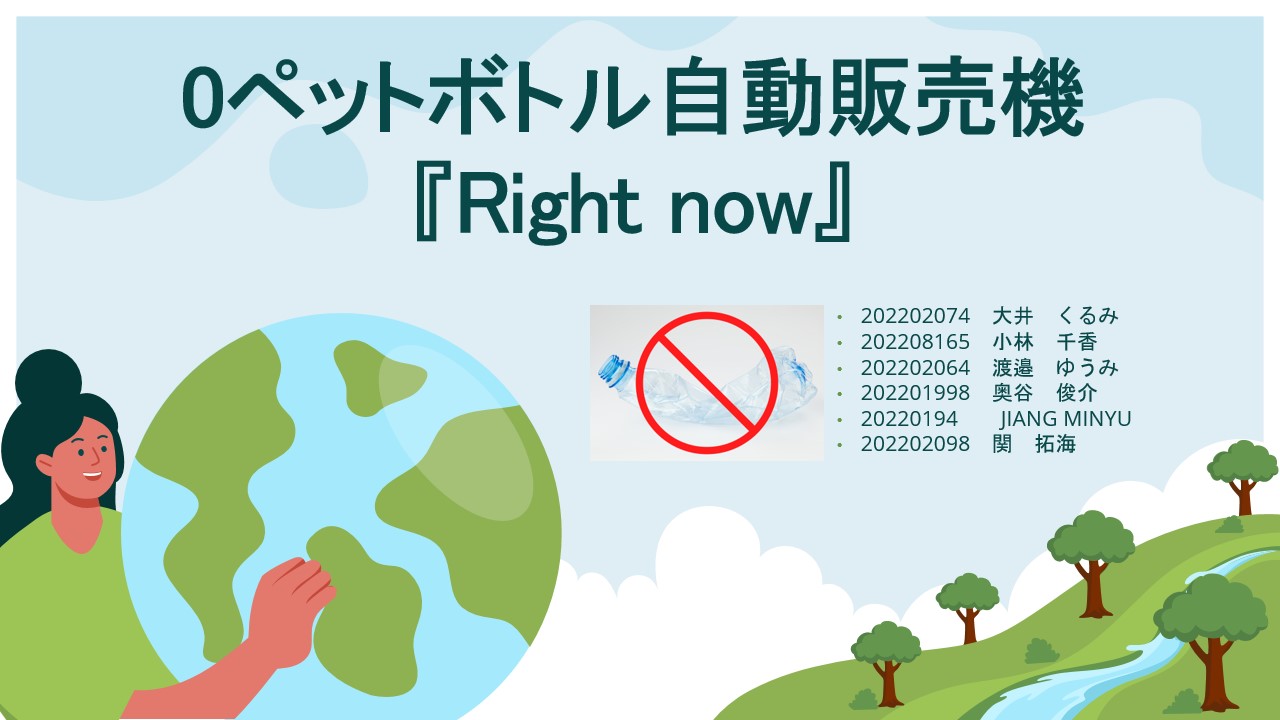 0ペットボトル自動販売機
『Right now』
• 202202074 大井 くるみ
• 202208165 小林 千香
• 202202064 渡邉 ゆうみ
• 202201998 奥谷 俊介
• 20220194 JIANG MINYU
• 202202098 関 拓海